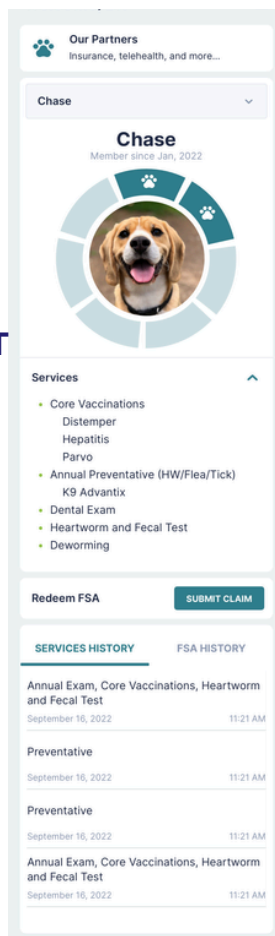 Our Partners
Insurance, telehealth, and more...
Chase
Chase
Member since Jan, 2022
Services
Core Vaccinations
Distemper
Hepatitis
Parvo
Annual Preventative (HW/Flea/Tick)
K9 Advantix
Dental Exam
Heartworm and Fecal Test
Deworming
Redeem FSA
SUBMIT CLAIM
SERVICES HISTORY
FSA HISTORY
Annual Exam, Core Vaccinations, Heartworm
and Fecal Test
September 16, 2022 11:21 AM
Preventative
September 16, 2022 11:21 AM
Preventative
September 16, 2022 11:21 AM
Annual Exam, Core Vaccinations, Heartworm
and Fecal Test
September 16, 2022 11:21 AM